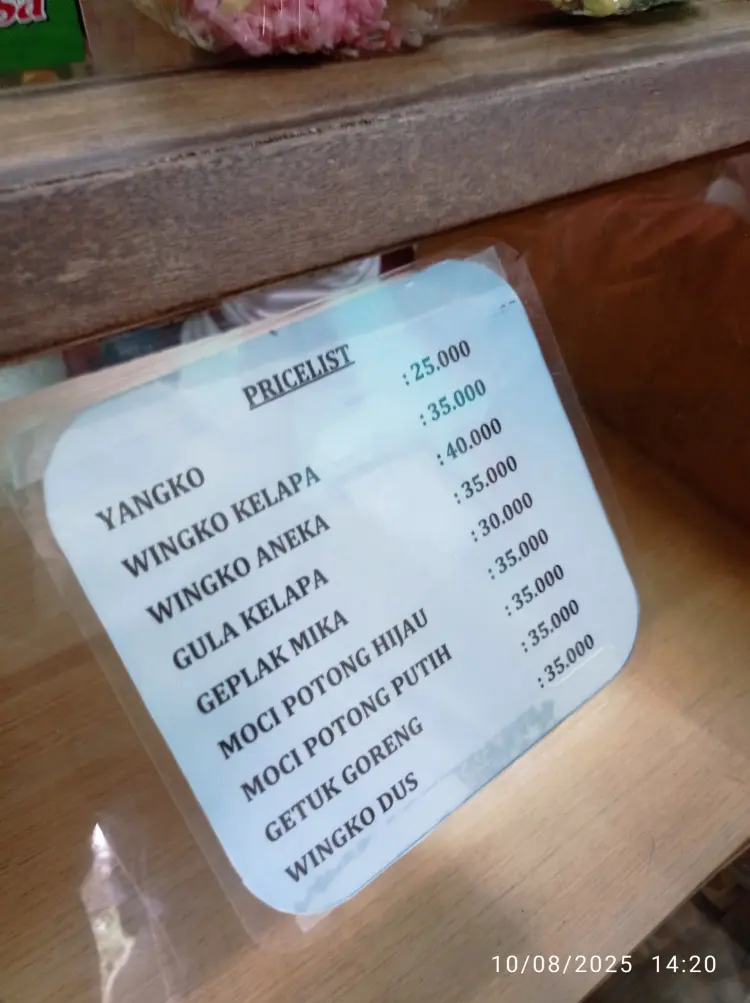 PRICELIST
YANGKO : 25.000
WINGKO KELAPA : 35.000
WINGKO ANEKA : 40.000
GULA KELAPA : 35.000
GEPLAK MIKA : 30.000
MOCI POTONG HIJAU : 35.000
MOCI POTONG PUTIH : 35.000
GETUK GORENG : 35.000
WINGKO DUS : 35.000
10/08/2025 14:20